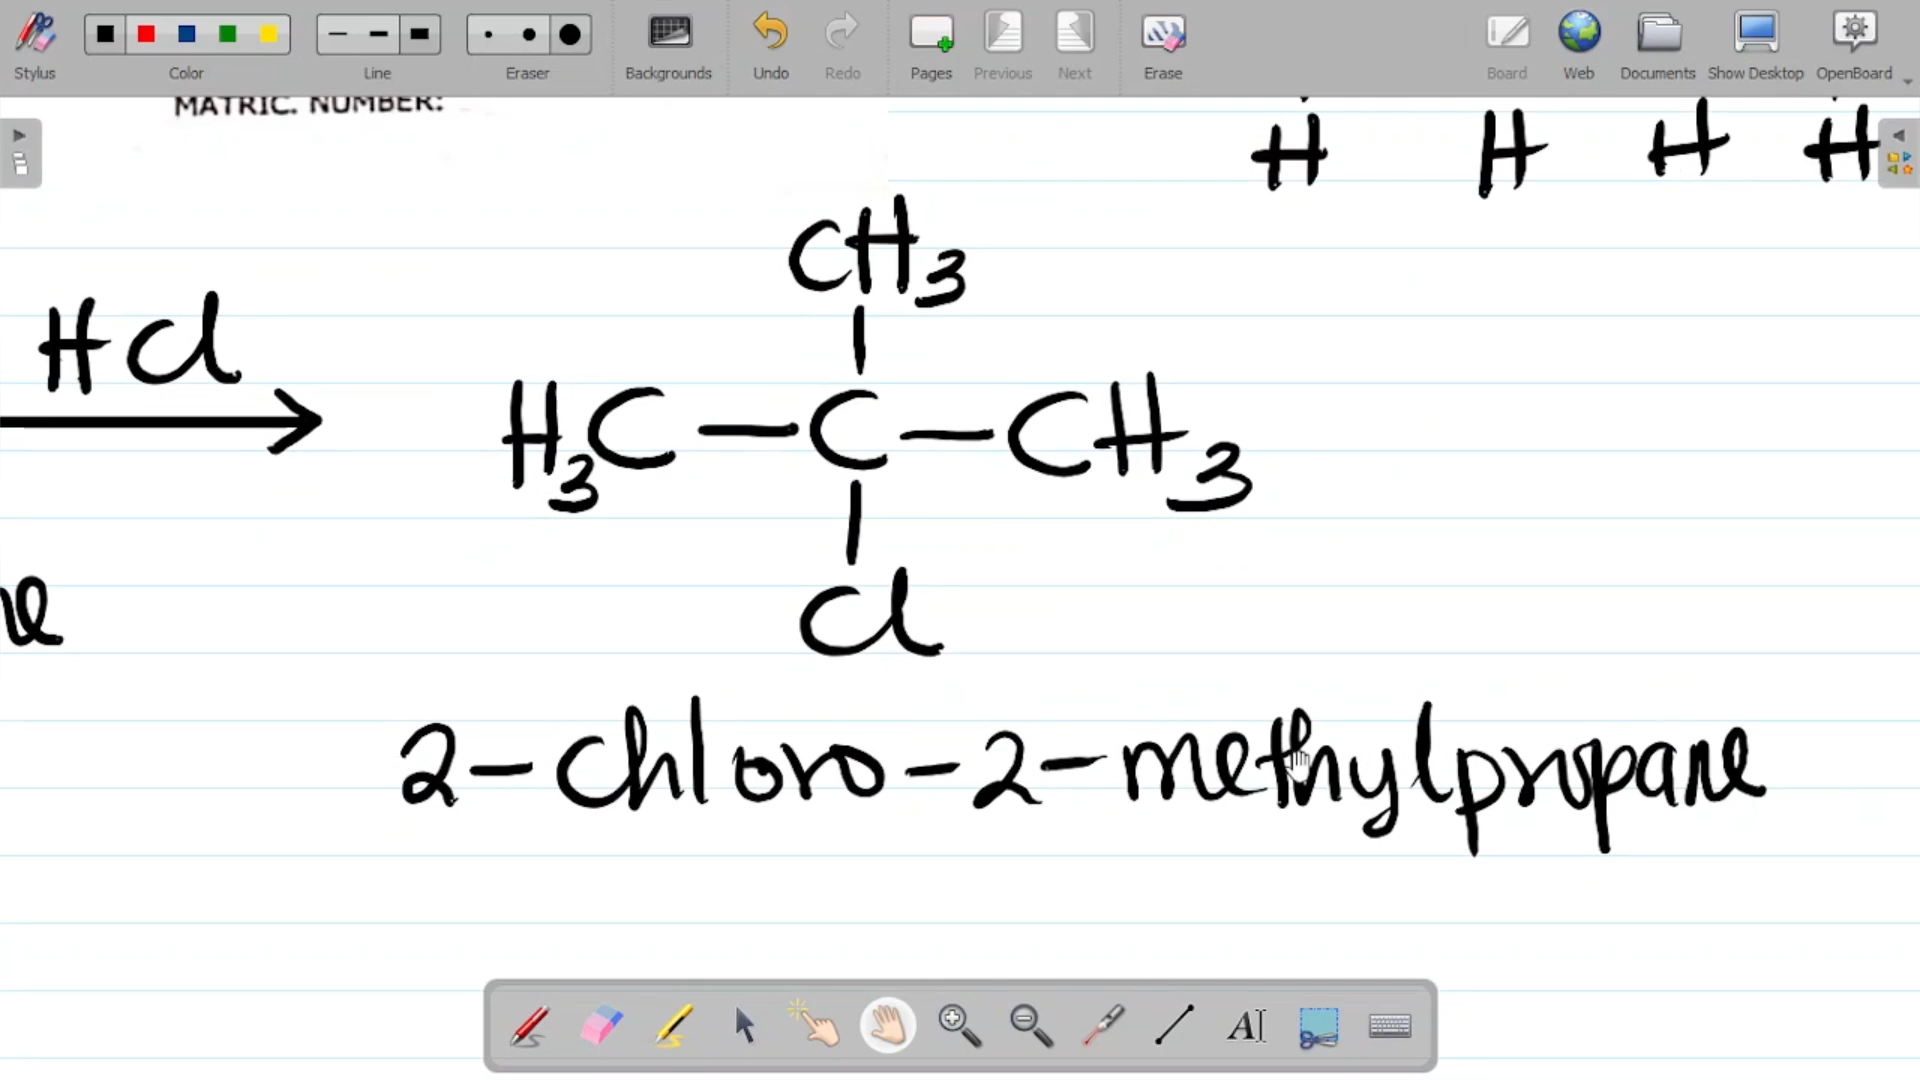 Stylus Color Line Eraser Backgrounds Undo Redo Pages Previous Next Erase Board Web Documents Show Desktop OpenBoard
MATRIC. NUMBER:
H H H H
CH3
HCl
H3C - C - CH3
Cl
2-chloro-2-methylpropane
AI